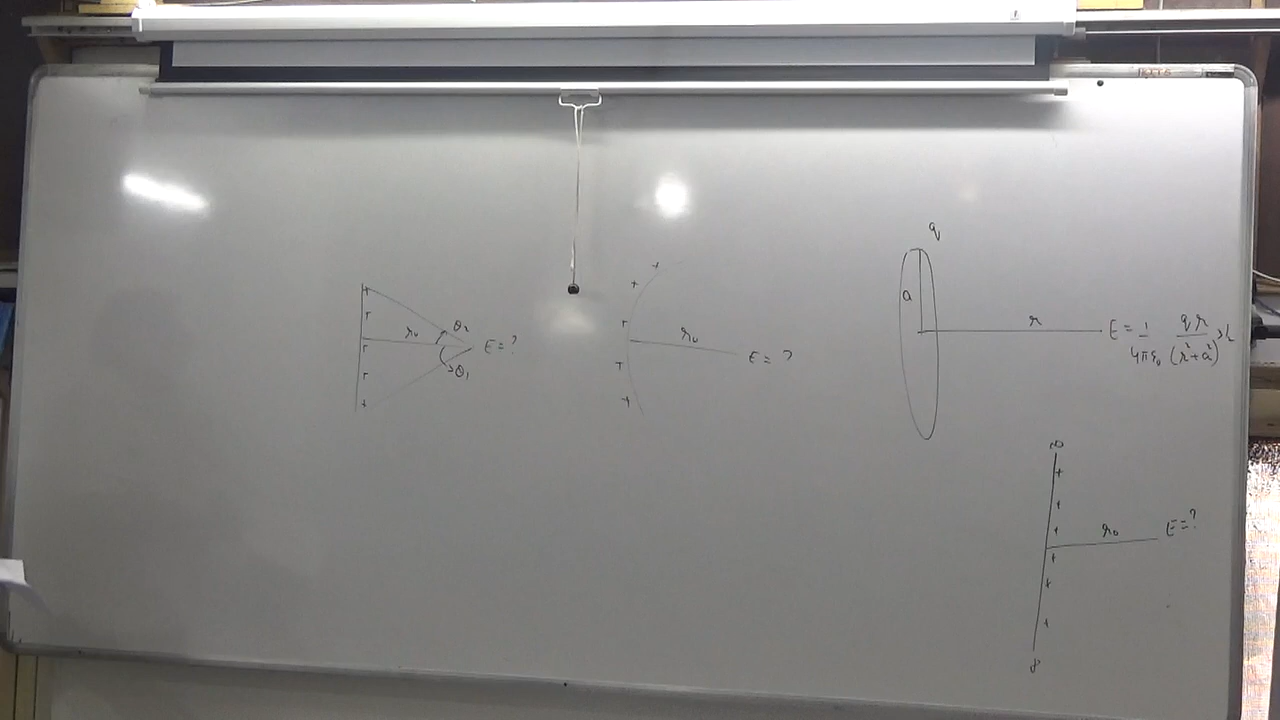 θ₂
r₀
E = ?
θ₁
r₀
E = ?
q
a
r
E = 1/4πε₀ qr/(r²+a²)^3/2
∞
r₀
E = ?
∞